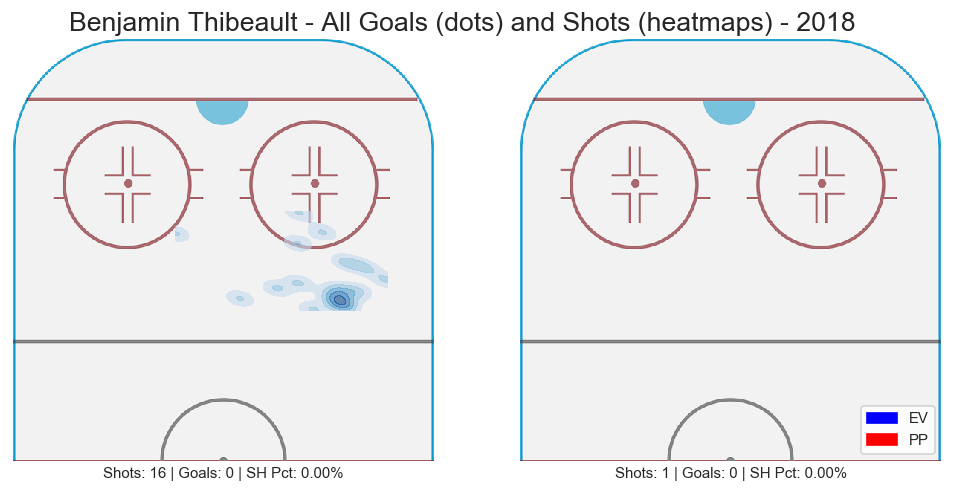 Benjamin Thibeault - All Goals (dots) and Shots (heatmaps) - 2018
EV
PP
Shots: 16 | Goals: 0 | SH Pct: 0.00%
Shots: 1 | Goals: 0 | SH Pct: 0.00%